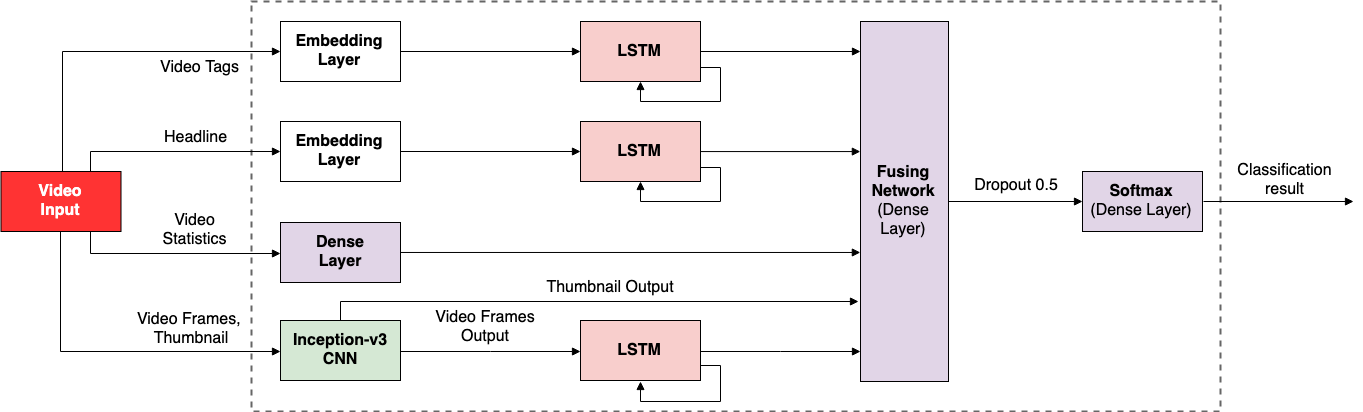 Embedding
Layer
LSTM
Video Tags
Headline
Embedding
Layer
LSTM
Video
Input
Video
Statistics
Dense
Layer
Fusing
Network
(Dense
Layer)
Dropout 0.5
Softmax
(Dense Layer)
Classification
result
Thumbnail Output
Video Frames,
Thumbnail
Inception-v3
CNN
Video Frames
Output
LSTM